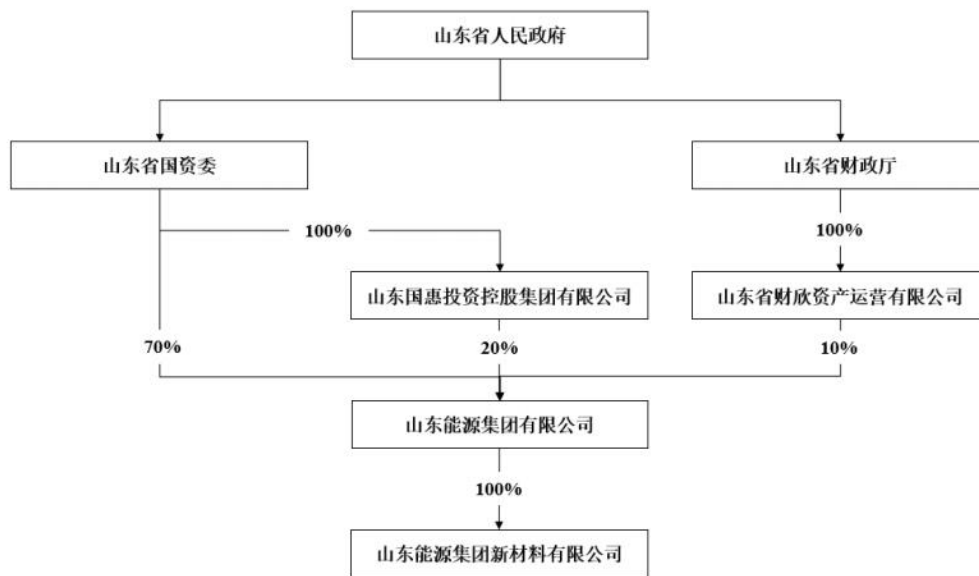 山东省人民政府
山东省国资委
山东省财政厅
100%
100%
山东国惠投资控股集团有限公司
山东省财欣资产运营有限公司
70%
20%
10%
山东能源集团有限公司
100%
山东能源集团新材料有限公司